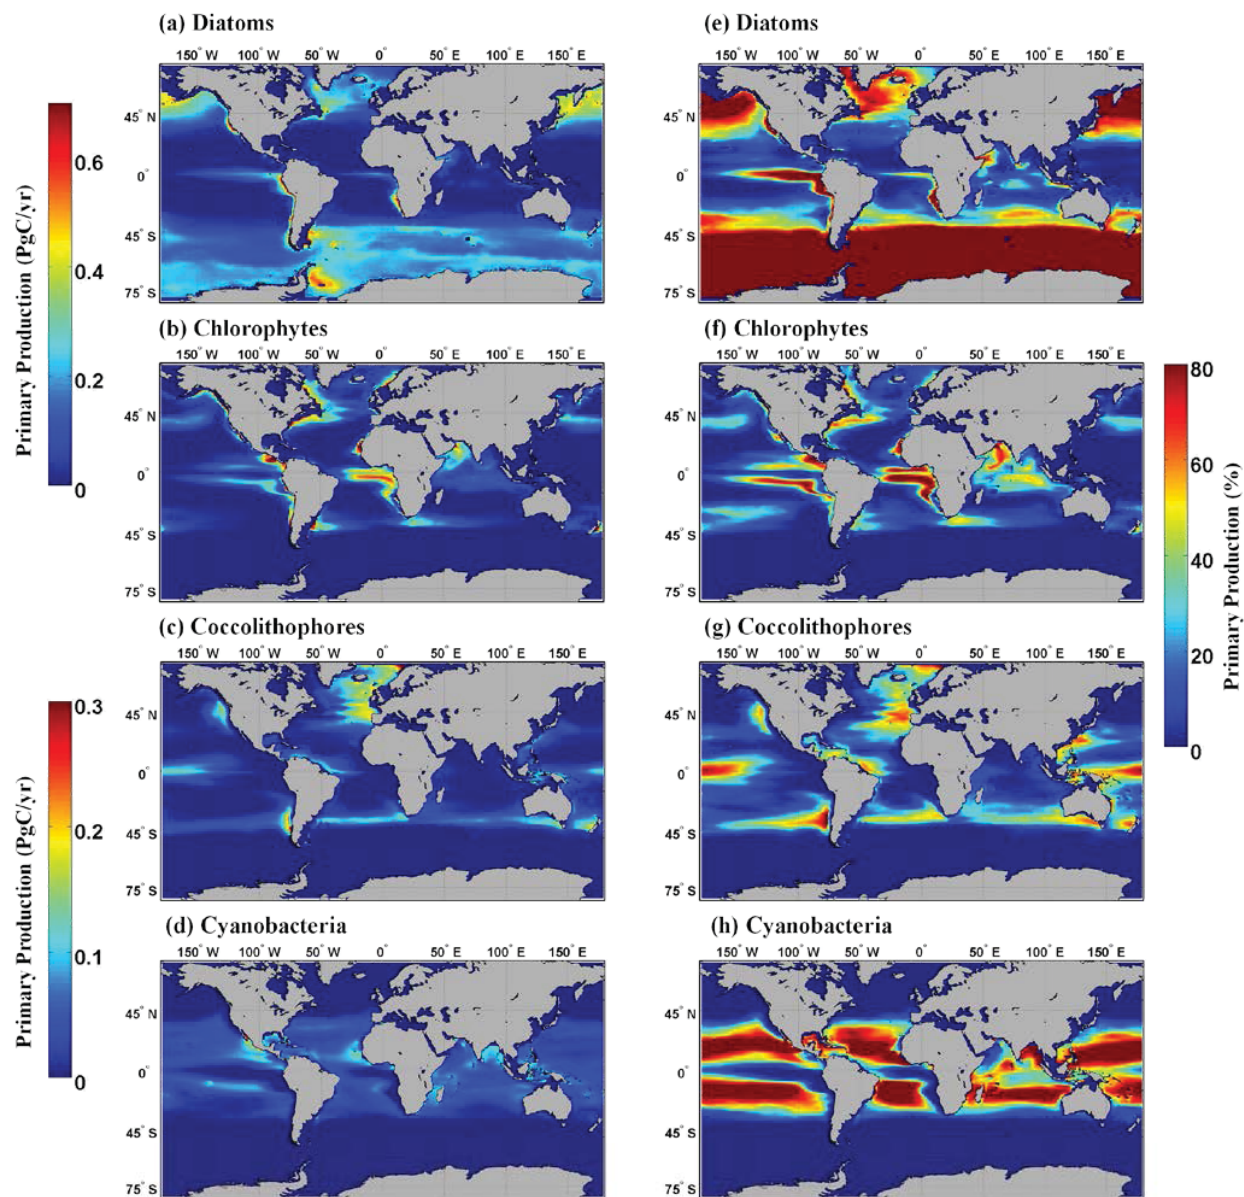 (a) Diatoms
150° W 100° W 50° W 0° 50° E 100° E 150° E
45° N
0°
45° S
75° S
(b) Chlorophytes
150° W 100° W 50° W 0° 50° E 100° E 150° E
45° N
0°
45° S
75° S
(c) Coccolithophores
150° W 100° W 50° W 0° 50° E 100° E 150° E
45° N
0°
45° S
75° S
(d) Cyanobacteria
150° W 100° W 50° W 0° 50° E 100° E 150° E
45° N
0°
45° S
75° S
Primary Production (PgC/yr)
0.6
0.4
0.2
0
Primary Production (PgC/yr)
0.3
0.2
0.1
0
(e) Diatoms
150° W 100° W 50° W 0° 50° E 100° E 150° E
45° N
0°
45° S
75° S
(f) Chlorophytes
150° W 100° W 50° W 0° 50° E 100° E 150° E
45° N
0°
45° S
75° S
(g) Coccolithophores
150° W 100° W 50° W 0° 50° E 100° E 150° E
45° N
0°
45° S
75° S
(h) Cyanobacteria
150° W 100° W 50° W 0° 50° E 100° E 150° E
45° N
0°
45° S
75° S
80
60
40
20
0
Primary Production (%)